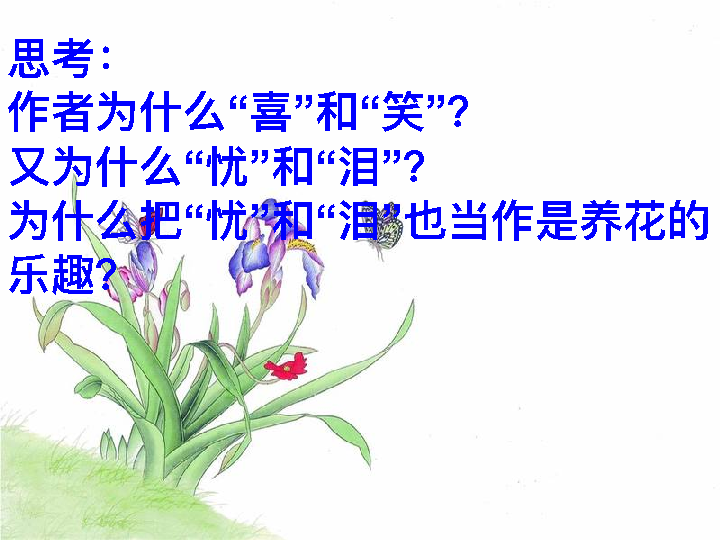 思考：
作者为什么“喜”和“笑”？
又为什么“忧”和“泪”？
为什么把“忧”和“泪”也当作是养花的
乐趣？